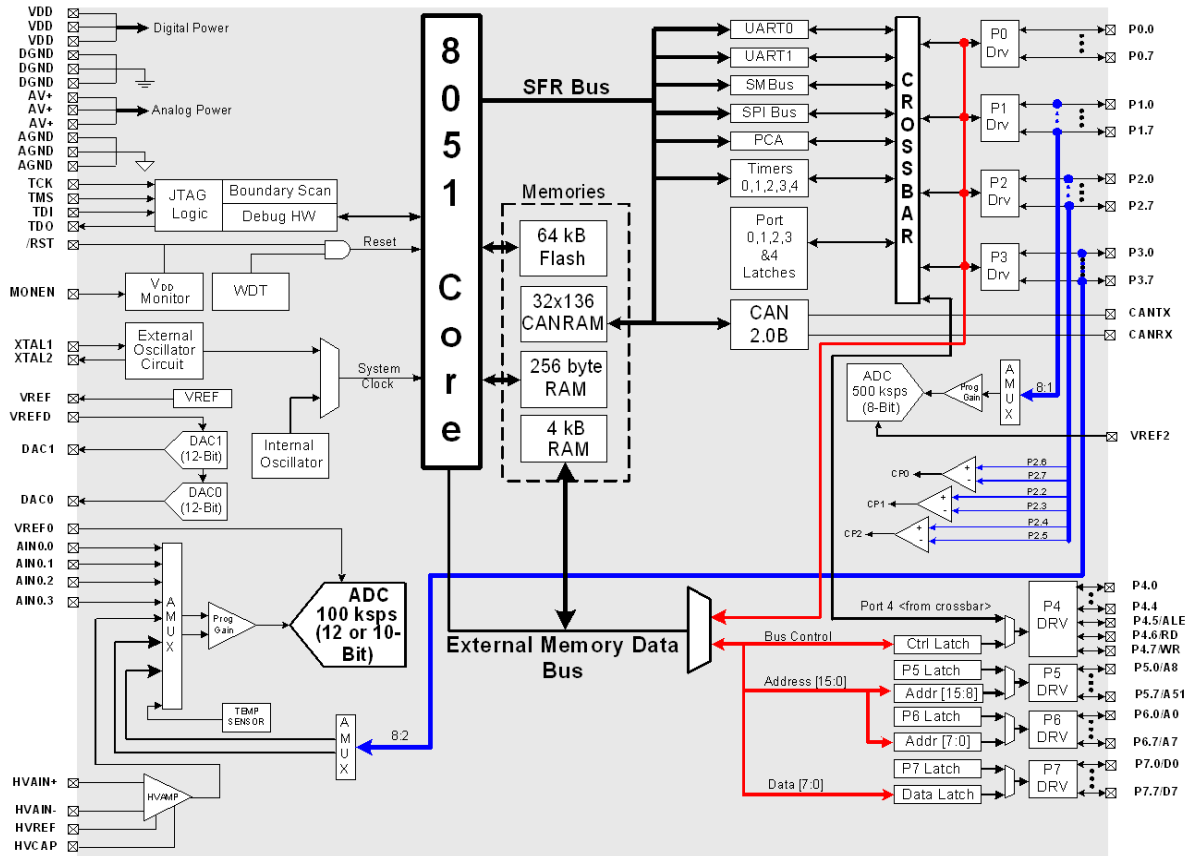 VDD
VDD
VDD
Digital Power
DGND
DGND
DGND
AV+
AV+
AV+
Analog Power
AGND
AGND
AGND
TCK
TMS
TDI
TDO
JTAG
Logic
Boundary Scan
Debug HW
/RST
Reset
MONEN
VDD
Monitor
WDT
XTAL1
XTAL2
External
Oscillator
Circuit
System
Clock
Internal
Oscillator
VREF
VREF
VREFD
DAC1
DAC1
(12-Bit)
DAC0
DAC0
(12-Bit)
VREF0
AIN0.0
AIN0.1
AIN0.2
AIN0.3
AMUX
Prog
Gain
ADC
100 ksps
(12 or 10-
Bit)
TEMP
SENSOR
AMUX
8:2
HVAIN+
HVAIN-
HVREF
HVCAP
HVAMP
8051 Core
SFR Bus
Memories
64 kB
Flash
32x136
CANRAM
256 byte
RAM
4 kB
RAM
External Memory Data
Bus
UART0
UART1
SMBus
SPI Bus
PCA
Timers
0,1,2,3,4
Port
0,1,2,3
&4
Latches
CAN
2.0B
CROSSBAR
P0
Drv
P1
Drv
P2
Drv
P3
Drv
P0.0
P0.7
P1.0
P1.7
P2.0
P2.7
P3.0
P3.7
CANTX
CANRX
ADC
500 ksps
(8-Bit)
Prog
Gain
AMUX
8:1
VREF2
CP0
+
-
P2.6
P2.7
CP1
+
-
P2.2
P2.3
CP2
+
-
P2.4
P2.5
Port 4 <from crossbar>
Bus Control
Ctrl Latch
Address [15:0]
P5 Latch
Addr [15:8]
P6 Latch
Addr [7:0]
Data [7:0]
P7 Latch
Data Latch
P4
DRV
P5
DRV
P6
DRV
P7
DRV
P4.0
P4.4
P4.5/ALE
P4.6/RD
P4.7/WR
P5.0/A8
P5.7/A51
P6.0/A0
P6.7/A7
P7.0/D0
P7.7/D7